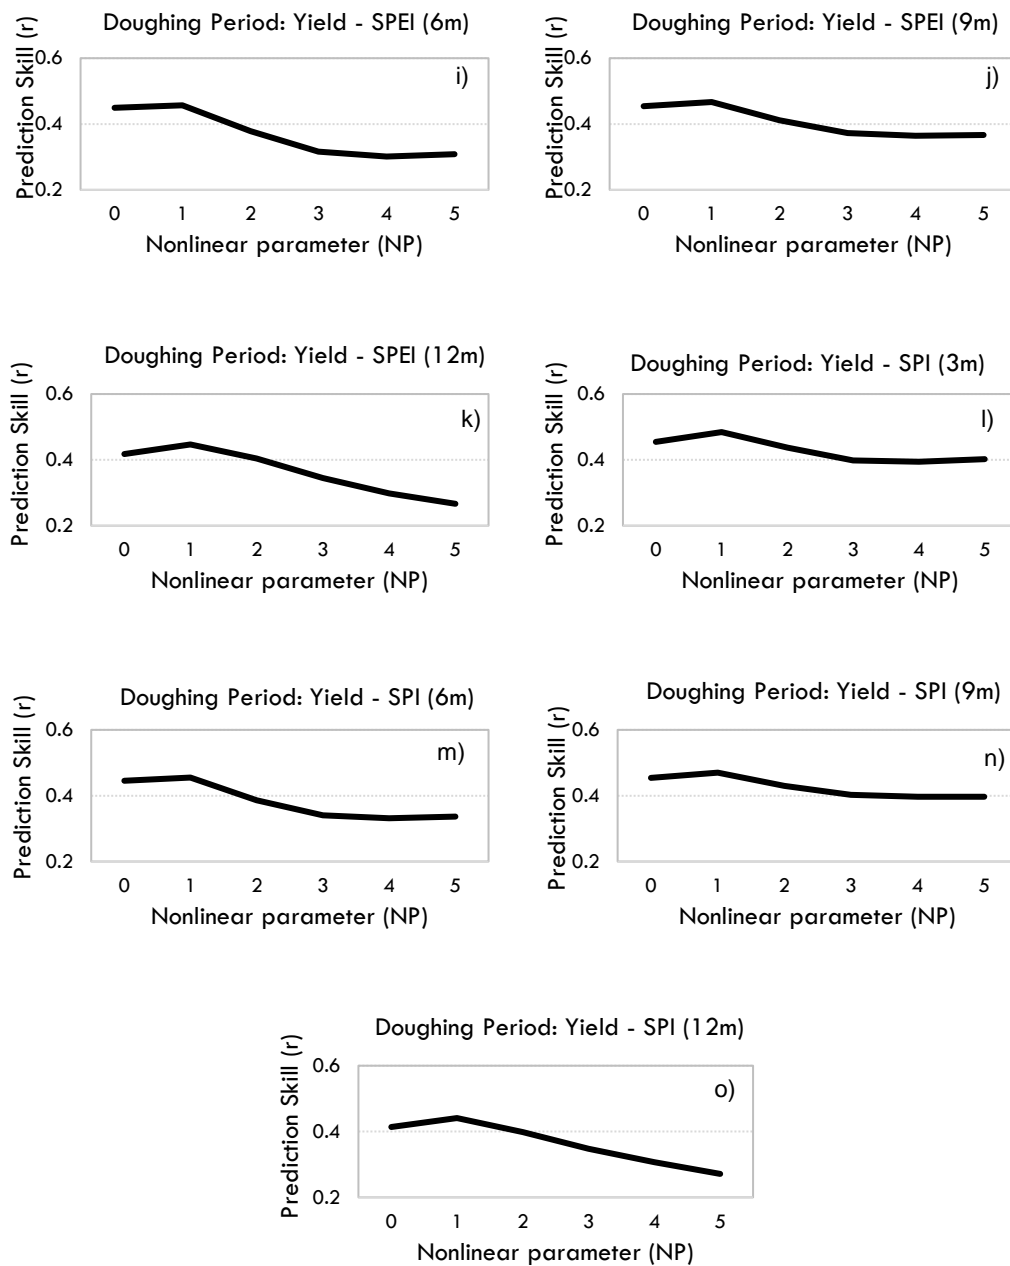 Doughing Period: Yield - SPEI (6m)
Prediction Skill (r)
0.6
0.4
0.2
i)
0 1 2 3 4 5
Nonlinear parameter (NP)
Doughing Period: Yield - SPEI (9m)
Prediction Skill (r)
0.6
0.4
0.2
j)
0 1 2 3 4 5
Nonlinear parameter (NP)
Doughing Period: Yield - SPEI (12m)
Prediction Skill (r)
0.6
0.4
0.2
k)
0 1 2 3 4 5
Nonlinear parameter (NP)
Doughing Period: Yield - SPI (3m)
Prediction Skill (r)
0.6
0.4
0.2
l)
0 1 2 3 4 5
Nonlinear parameter (NP)
Doughing Period: Yield - SPI (6m)
Prediction Skill (r)
0.6
0.4
0.2
m)
0 1 2 3 4 5
Nonlinear parameter (NP)
Doughing Period: Yield - SPI (9m)
Prediction Skill (r)
0.6
0.4
0.2
n)
0 1 2 3 4 5
Nonlinear parameter (NP)
Doughing Period: Yield - SPI (12m)
Prediction Skill (r)
0.6
0.4
0.2
o)
0 1 2 3 4 5
Nonlinear parameter (NP)